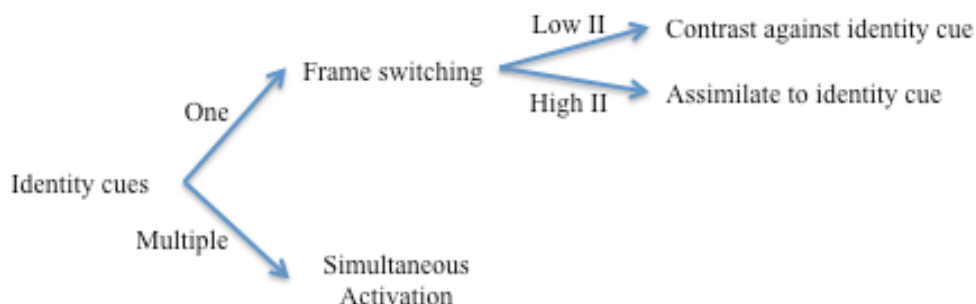 Low II
Contrast against identity cue
Frame switching
High II
Assimilate to identity cue
One
Identity cues
Multiple
Simultaneous
Activation